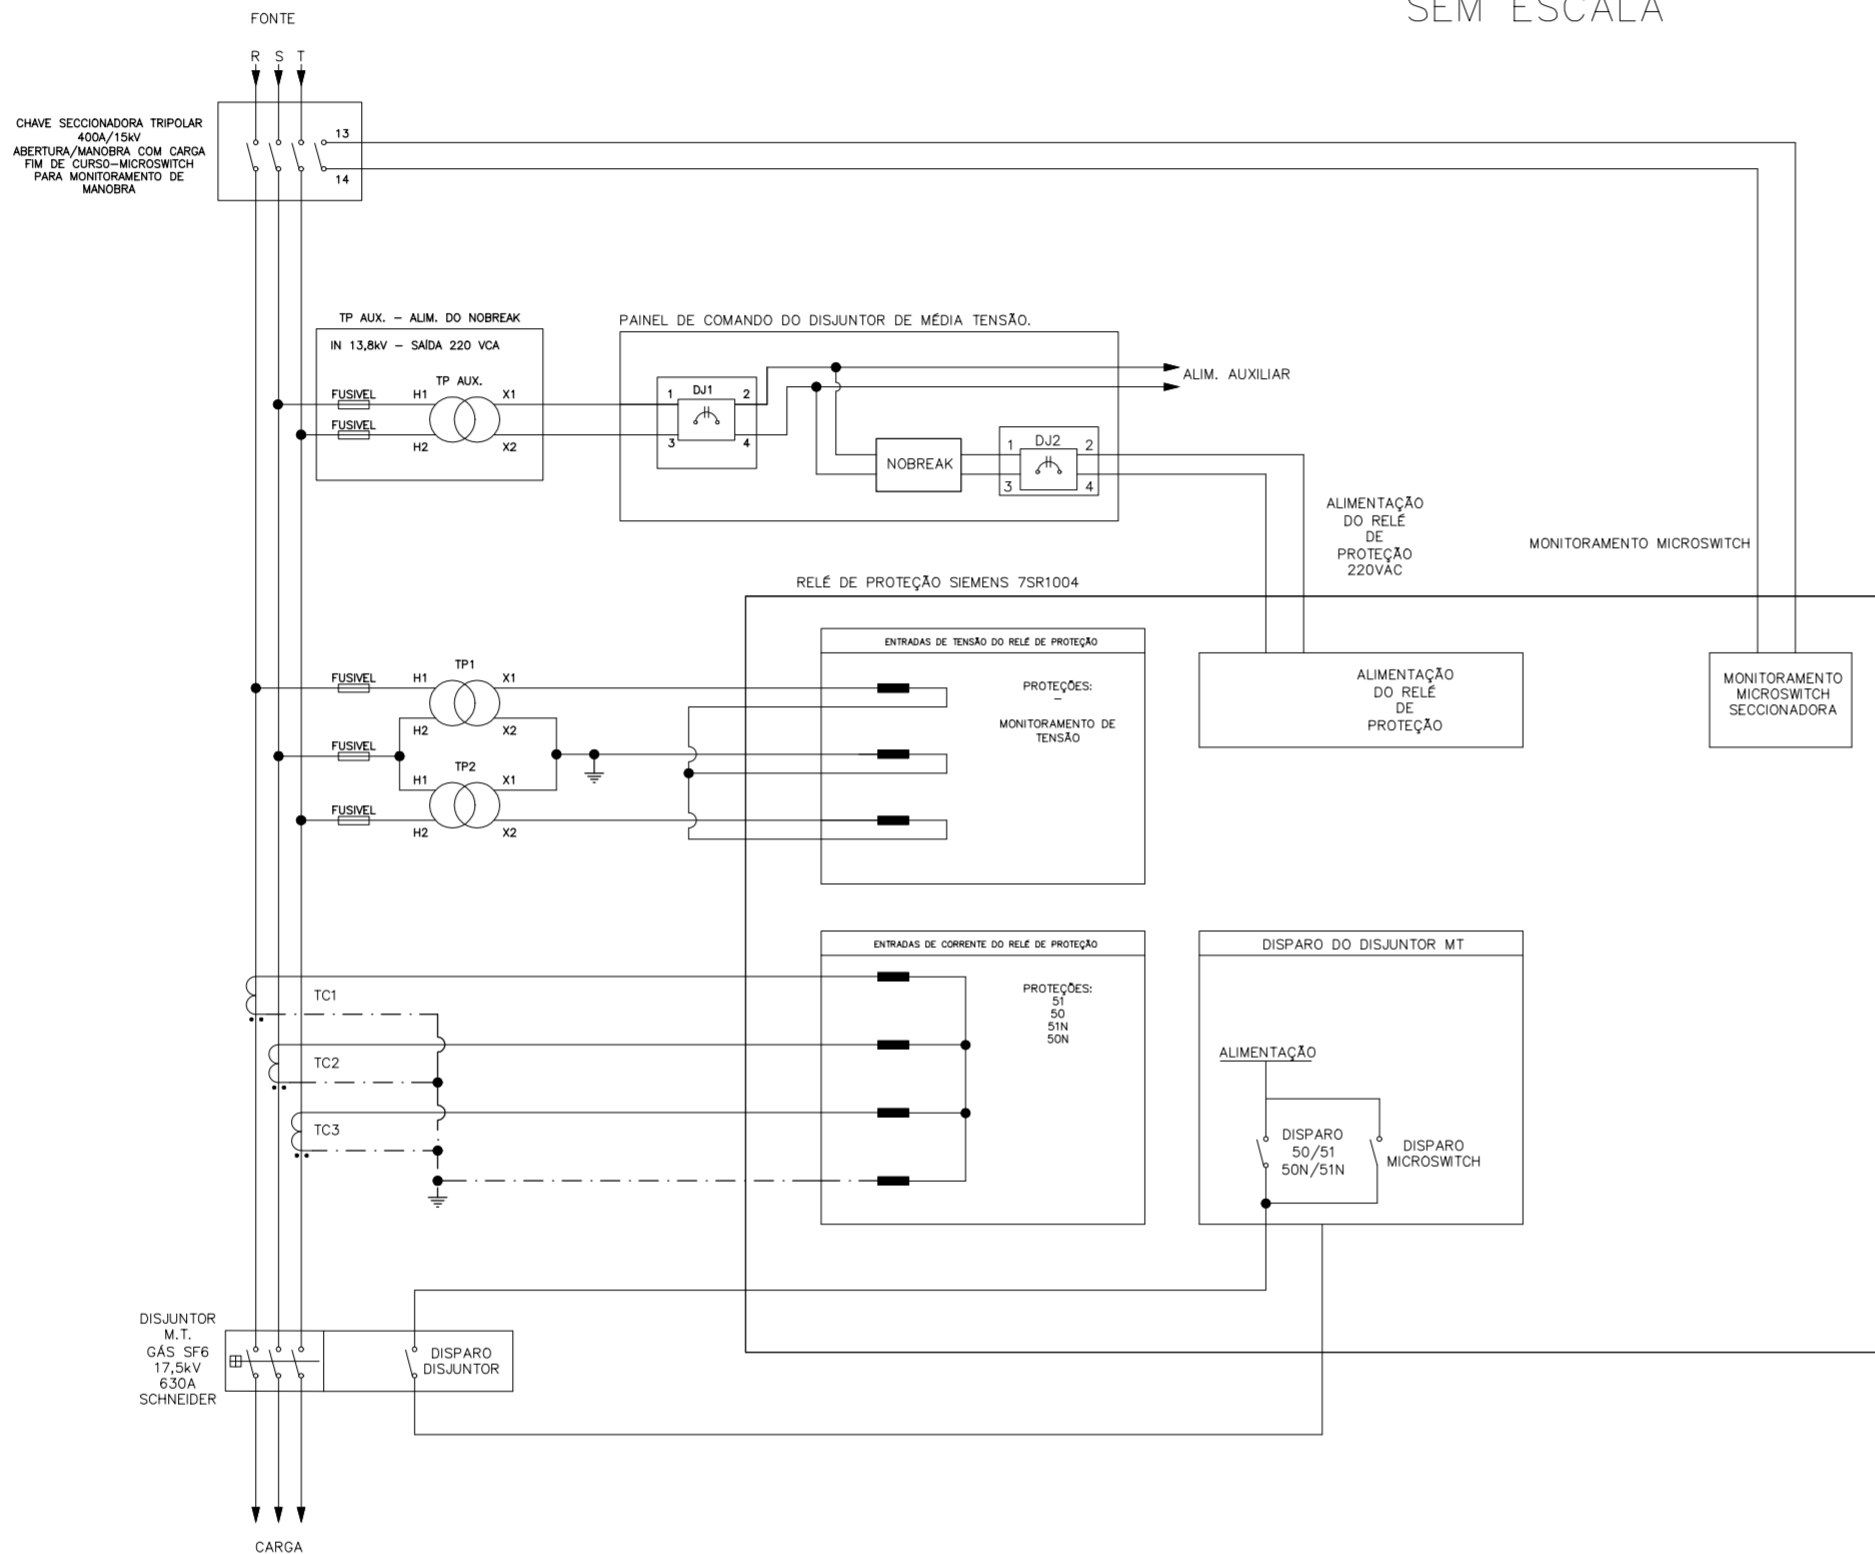 SEM ESCALA
FONTE
R S T
CHAVE SECCIONADORA TRIPOLAR
400A/15kV
ABERTURA/MANOBRA COM CARGA
FIM DE CURSO-MICROSWITCH
PARA MONITORAMENTO DE
MANOBRA
13
14
TP AUX. - ALIM. DO NOBREAK
IN 13,8kV - SAÍDA 220 VCA
TP AUX.
FUSIVEL
H1
X1
FUSIVEL
H2
X2
PAINEL DE COMANDO DO DISJUNTOR DE MÉDIA TENSÃO.
DJ1
1
2
3
4
ALIM. AUXILIAR
NOBREAK
DJ2
1
2
3
4
ALIMENTAÇÃO
DO RELÉ
DE
PROTEÇÃO
220VAC
MONITORAMENTO MICROSWITCH
RELÉ DE PROTEÇÃO SIEMENS 7SR1004
ENTRADAS DE TENSÃO DO RELÉ DE PROTEÇÃO
PROTEÇÕES:
-
MONITORAMENTO DE
TENSÃO
ALIMENTAÇÃO
DO RELÉ
DE
PROTEÇÃO
MONITORAMENTO
MICROSWITCH
SECCIONADORA
TP1
FUSIVEL
H1
X1
H2
X2
FUSIVEL
TP2
H1
X1
FUSIVEL
H2
X2
ENTRADAS DE CORRENTE DO RELÉ DE PROTEÇÃO
PROTEÇÕES:
51
50
51N
50N
TC1
TC2
TC3
DISPARO DO DISJUNTOR MT
ALIMENTAÇÃO
DISPARO
50/51
50N/51N
DISPARO
MICROSWITCH
DISJUNTOR
M.T.
GÁS SF6
17,5kV
630A
SCHNEIDER
DISPARO
DISJUNTOR
CARGA